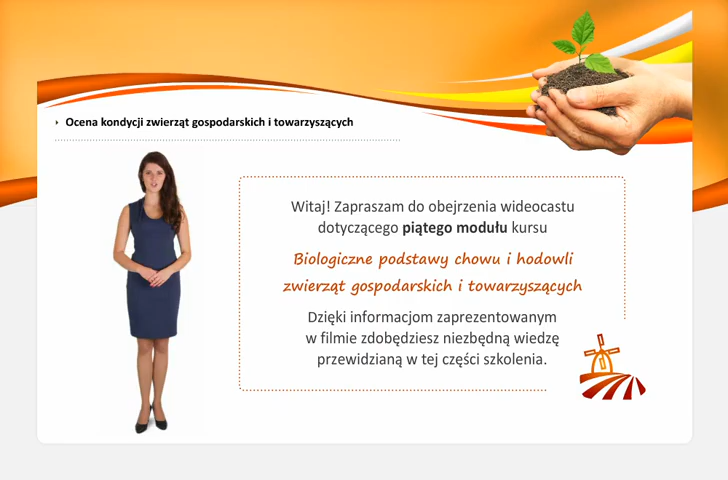 Ocena kondycji zwierząt gospodarskich i towarzyszących
Witaj! Zapraszam do obejrzenia wideocastu
dotyczącego piątego modułu kursu
Biologiczne podstawy chowu i hodowli
zwierząt gospodarskich i towarzyszących
Dzięki informacjom zaprezentowanym
w filmie zdobędziesz niezbędną wiedzę
przewidzianą w tej części szkolenia.